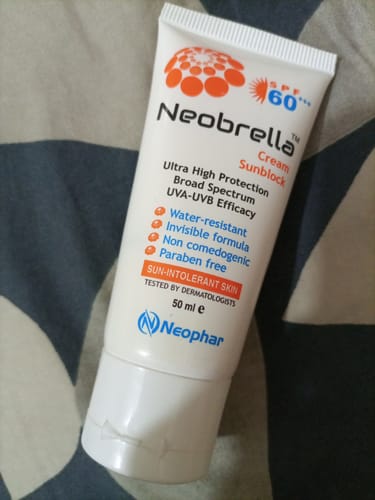 SPF
60+++
Neobrella™
Cream
Sunblock
Ultra High Protection
Broad Spectrum
UVA-UVB Efficacy
Water-resistant
Invisible formula
Non comedogenic
Paraben free
SUN-INTOLERANT SKIN
TESTED BY DERMATOLOGISTS
50 ml e
Neophar